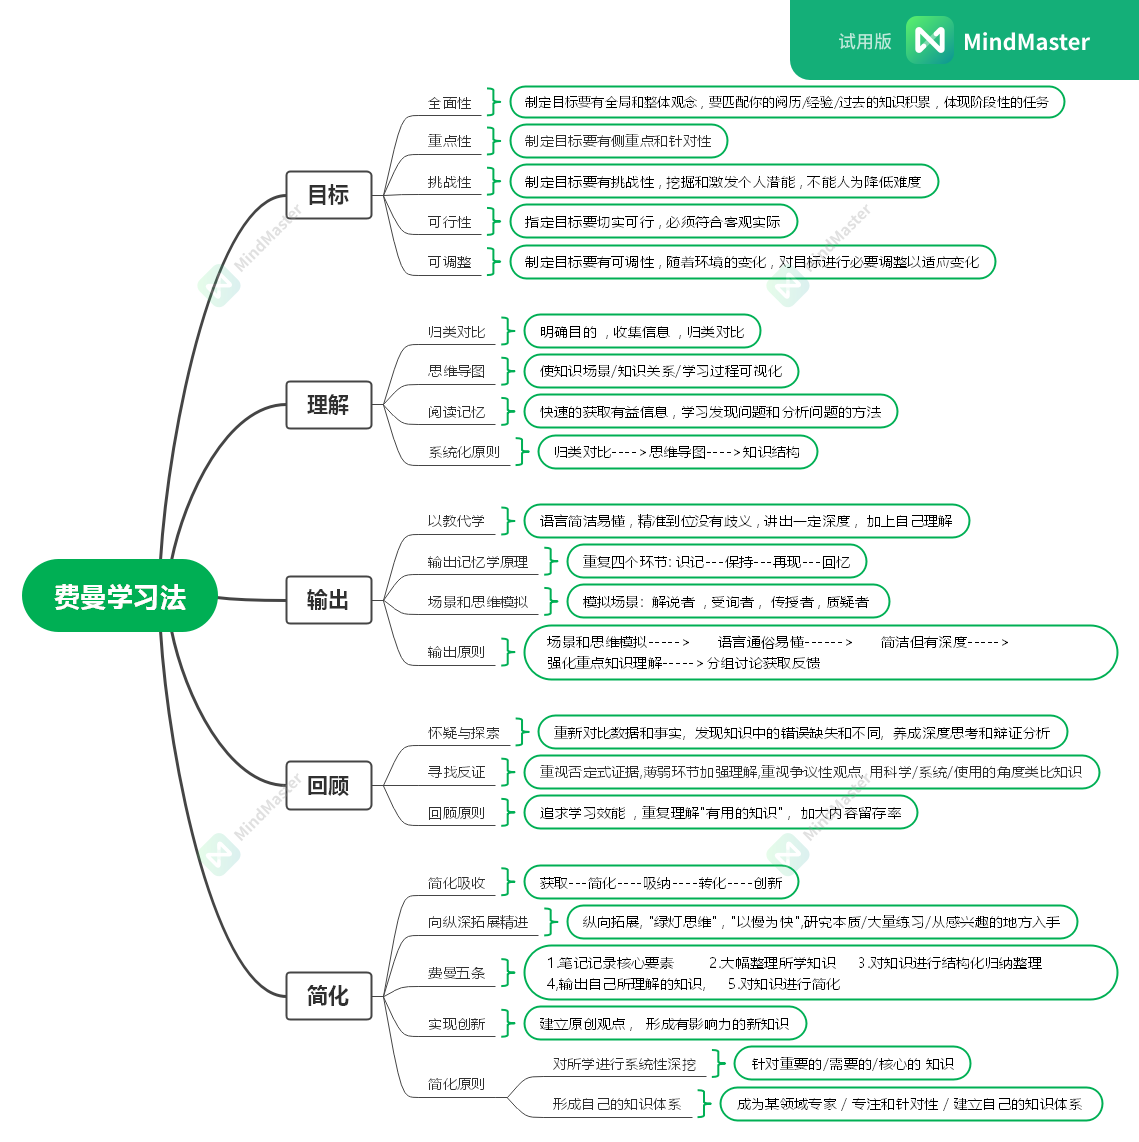 试用版 MindMaster
费曼学习法
目标
全面性
制定目标要有全局和整体观念，要匹配你的阅历/经验/过去的知识积累，体现阶段性的任务
重点性
制定目标要有侧重点和针对性
挑战性
制定目标要有挑战性，挖掘和激发个人潜能，不能人为降低难度
可行性
指定目标要切实可行，必须符合客观实际
可调整
制定目标要有可调性，随着环境的变化，对目标进行必要调整以适应变化
理解
归类对比
明确目的 ，收集信息 ，归类对比
思维导图
使知识场景/知识关系/学习过程可视化
阅读记忆
快速的获取有益信息，学习发现问题和分析问题的方法
系统化原则
归类对比---->思维导图---->知识结构
输出
以教代学
语言简洁易懂，精准到位没有歧义，讲出一定深度， 加上自己理解
输出记忆学原理
重复四个环节: 识记---保持---再现---回忆
场景和思维模拟
模拟场景：解说者 ，受询者， 传授者，质疑者
输出原则
场景和思维模拟-----> 语言通俗易懂------> 简洁但有深度----->
强化重点知识理解----->分组讨论获取反馈
回顾
怀疑与探索
重新对比数据和事实, 发现知识中的错误缺失和不同, 养成深度思考和辩证分析
寻找反证
重视否定式证据,薄弱环节加强理解,重视争议性观点, 用科学/系统/使用的角度类比知识
回顾原则
追求学习效能 ，重复理解"有用的知识"， 加大内容留存率
简化
简化吸收
获取---简化----吸纳----转化----创新
向纵深拓展精进
纵向拓展, "绿灯思维"，"以慢为快",研究本质/大量练习/从感兴趣的地方入手
费曼五条
1.笔记记录核心要素 2.大幅整理所学知识 3.对知识进行结构化归纳整理
4,输出自己所理解的知识, 5.对知识进行简化
实现创新
建立原创观点， 形成有影响力的新知识
简化原则
对所学进行系统性深挖
针对重要的/需要的/核心的 知识
形成自己的知识体系
成为某领域专家 / 专注和针对性 / 建立自己的知识体系
MindMaster
MindMaster
MindMaster
MindMaster